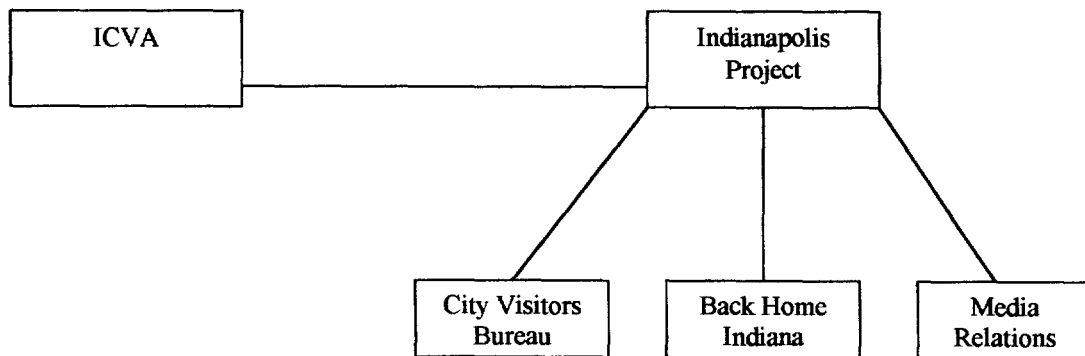 ICVA
Indianapolis
Project
City Visitors
Bureau
Back Home
Indiana
Media
Relations